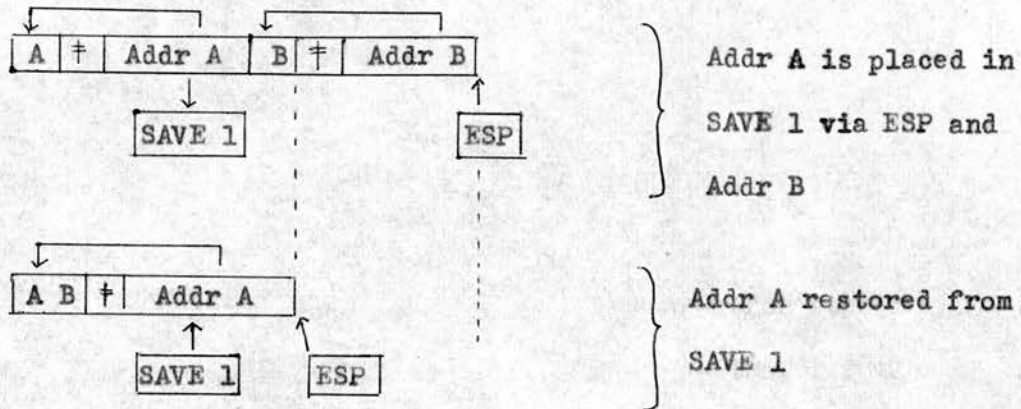 A ‡ Addr A B ‡ Addr B
SAVE 1
ESP
Addr A is placed in
SAVE 1 via ESP and
Addr B
A B ‡ Addr A
SAVE 1
ESP
Addr A restored from
SAVE 1